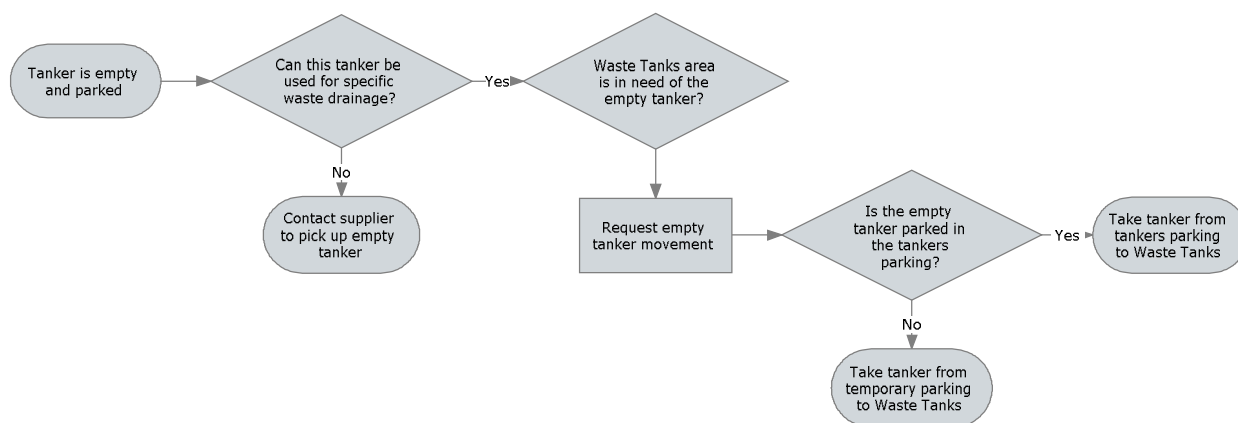 Tanker is empty
and parked
Can this tanker be
used for specific
waste drainage?
Yes
Waste Tanks area
is in need of the
empty tanker?
No
Contact supplier
to pick up empty
tanker
Request empty
tanker movement
Is the empty
tanker parked in
the tankers
parking?
Yes
Take tanker from
tankers parking
to Waste Tanks
No
Take tanker from
temporary parking
to Waste Tanks